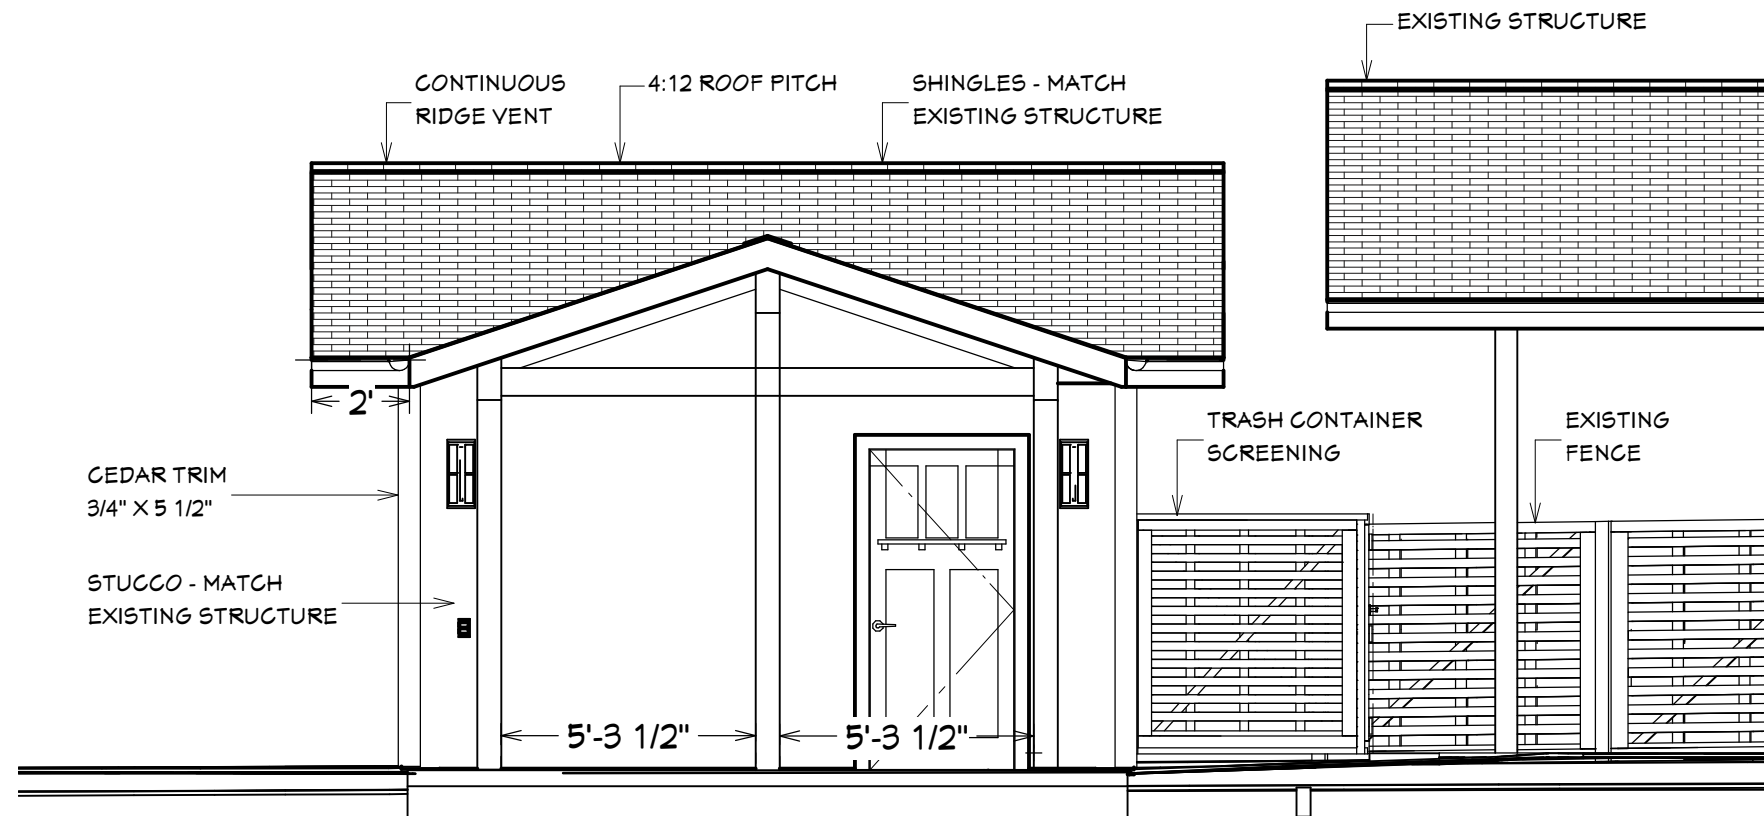 EXISTING STRUCTURE
CONTINUOUS
RIDGE VENT
4:12 ROOF PITCH
SHINGLES - MATCH
EXISTING STRUCTURE
2'
TRASH CONTAINER
SCREENING
EXISTING
FENCE
CEDAR TRIM
3/4" X 5 1/2"
STUCCO - MATCH
EXISTING STRUCTURE
5'-3 1/2"
5'-3 1/2"